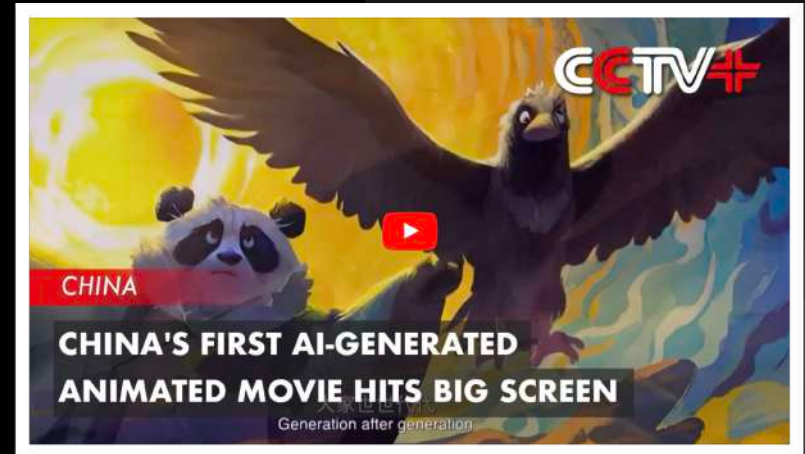 CCTV+
CHINA
CHINA'S FIRST AI-GENERATED
ANIMATED MOVIE HITS BIG SCREEN
Generation after generation